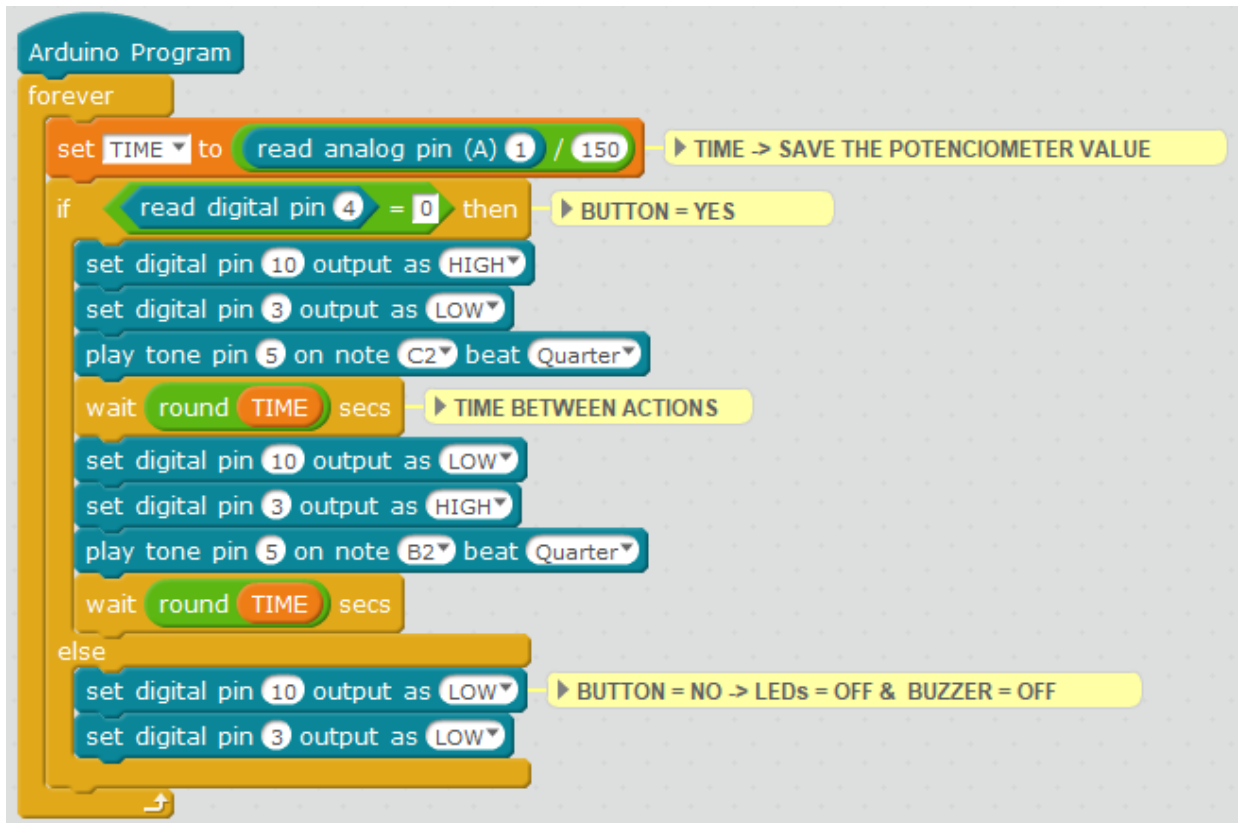 Arduino Program
forever
set TIME to read analog pin (A) 1 / 150 TIME -> SAVE THE POTENCIOMETER VALUE
if read digital pin 4 = 0 then BUTTON = YES
set digital pin 10 output as HIGH
set digital pin 3 output as LOW
play tone pin 5 on note C2 beat Quarter
wait round TIME secs TIME BETWEEN ACTIONS
set digital pin 10 output as LOW
set digital pin 3 output as HIGH
play tone pin 5 on note B2 beat Quarter
wait round TIME secs
else
set digital pin 10 output as LOW BUTTON = NO -> LEDs = OFF & BUZZER = OFF
set digital pin 3 output as LOW